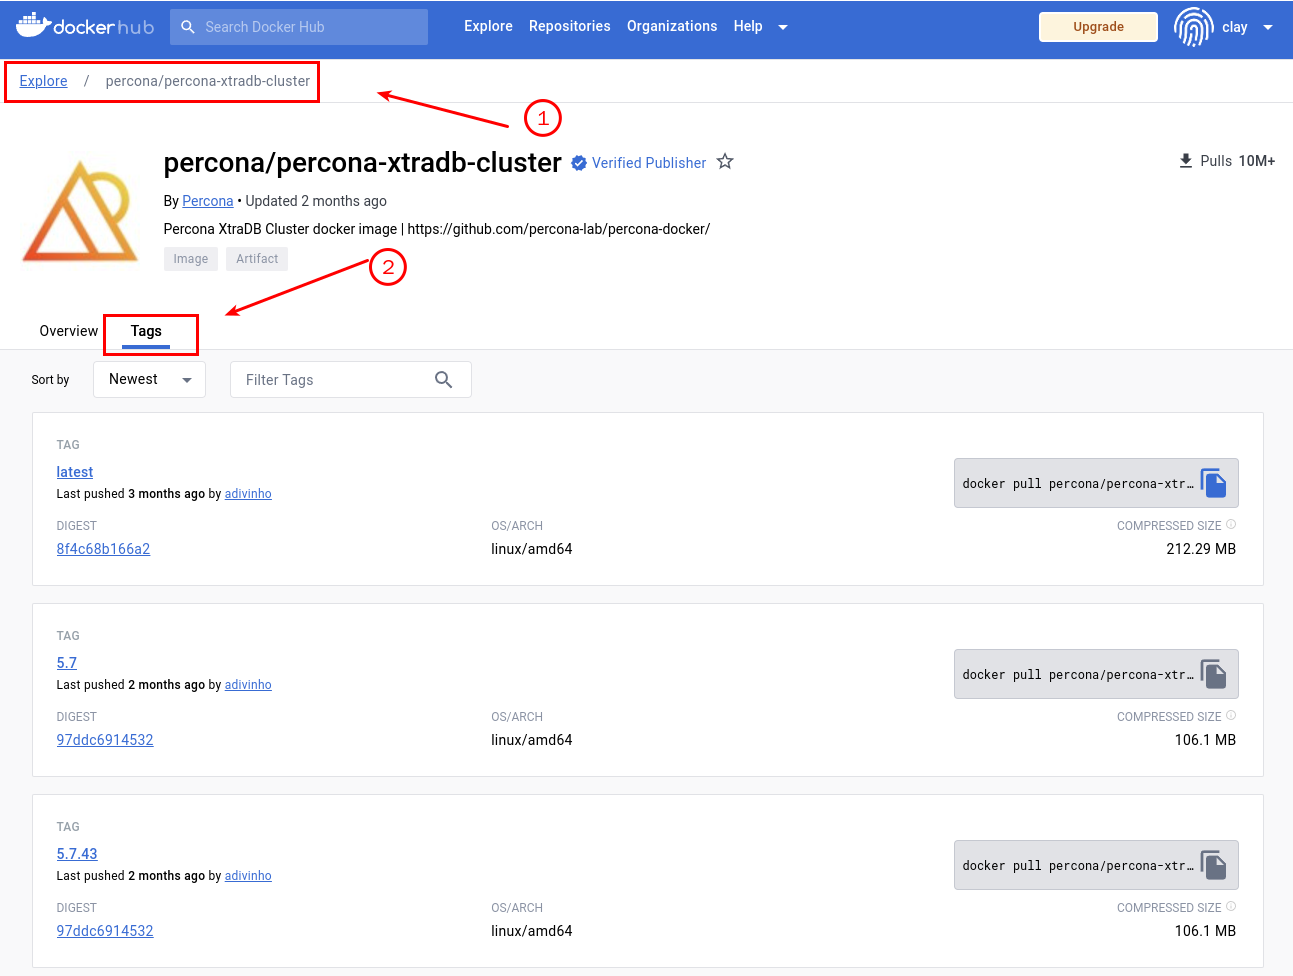 dockerhub
Search Docker Hub
Explore Repositories Organizations Help
Upgrade
clay
Explore / percona/percona-xtradb-cluster
1
percona/percona-xtradb-cluster Verified Publisher
Pulls 10M+
By Percona • Updated 2 months ago
Percona XtraDB Cluster docker image | https://github.com/percona-lab/percona-docker/
Image Artifact
2
Overview Tags
Sort by Newest Filter Tags
TAG
latest
Last pushed 3 months ago by adivinho
docker pull percona/percona-xtr…
DIGEST OS/ARCH COMPRESSED SIZE
8f4c68b166a2 linux/amd64 212.29 MB
TAG
5.7
Last pushed 2 months ago by adivinho
docker pull percona/percona-xtr…
DIGEST OS/ARCH COMPRESSED SIZE
97ddc6914532 linux/amd64 106.1 MB
TAG
5.7.43
Last pushed 2 months ago by adivinho
docker pull percona/percona-xtr…
DIGEST OS/ARCH COMPRESSED SIZE
97ddc6914532 linux/amd64 106.1 MB